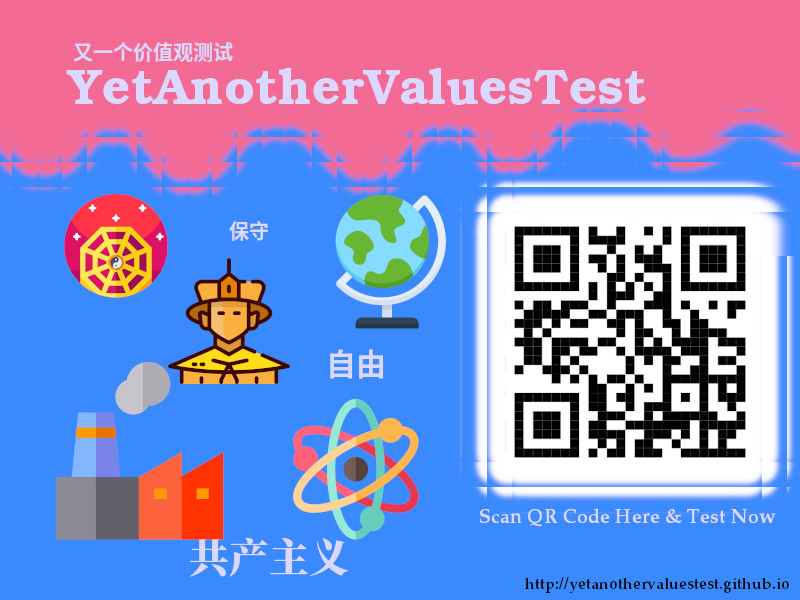 又一个价值观测试
YetAnotherValuesTest
保守
自由
共产主义
Scan QR Code Here & Test Now
http://yetanothervaluestest.github.io